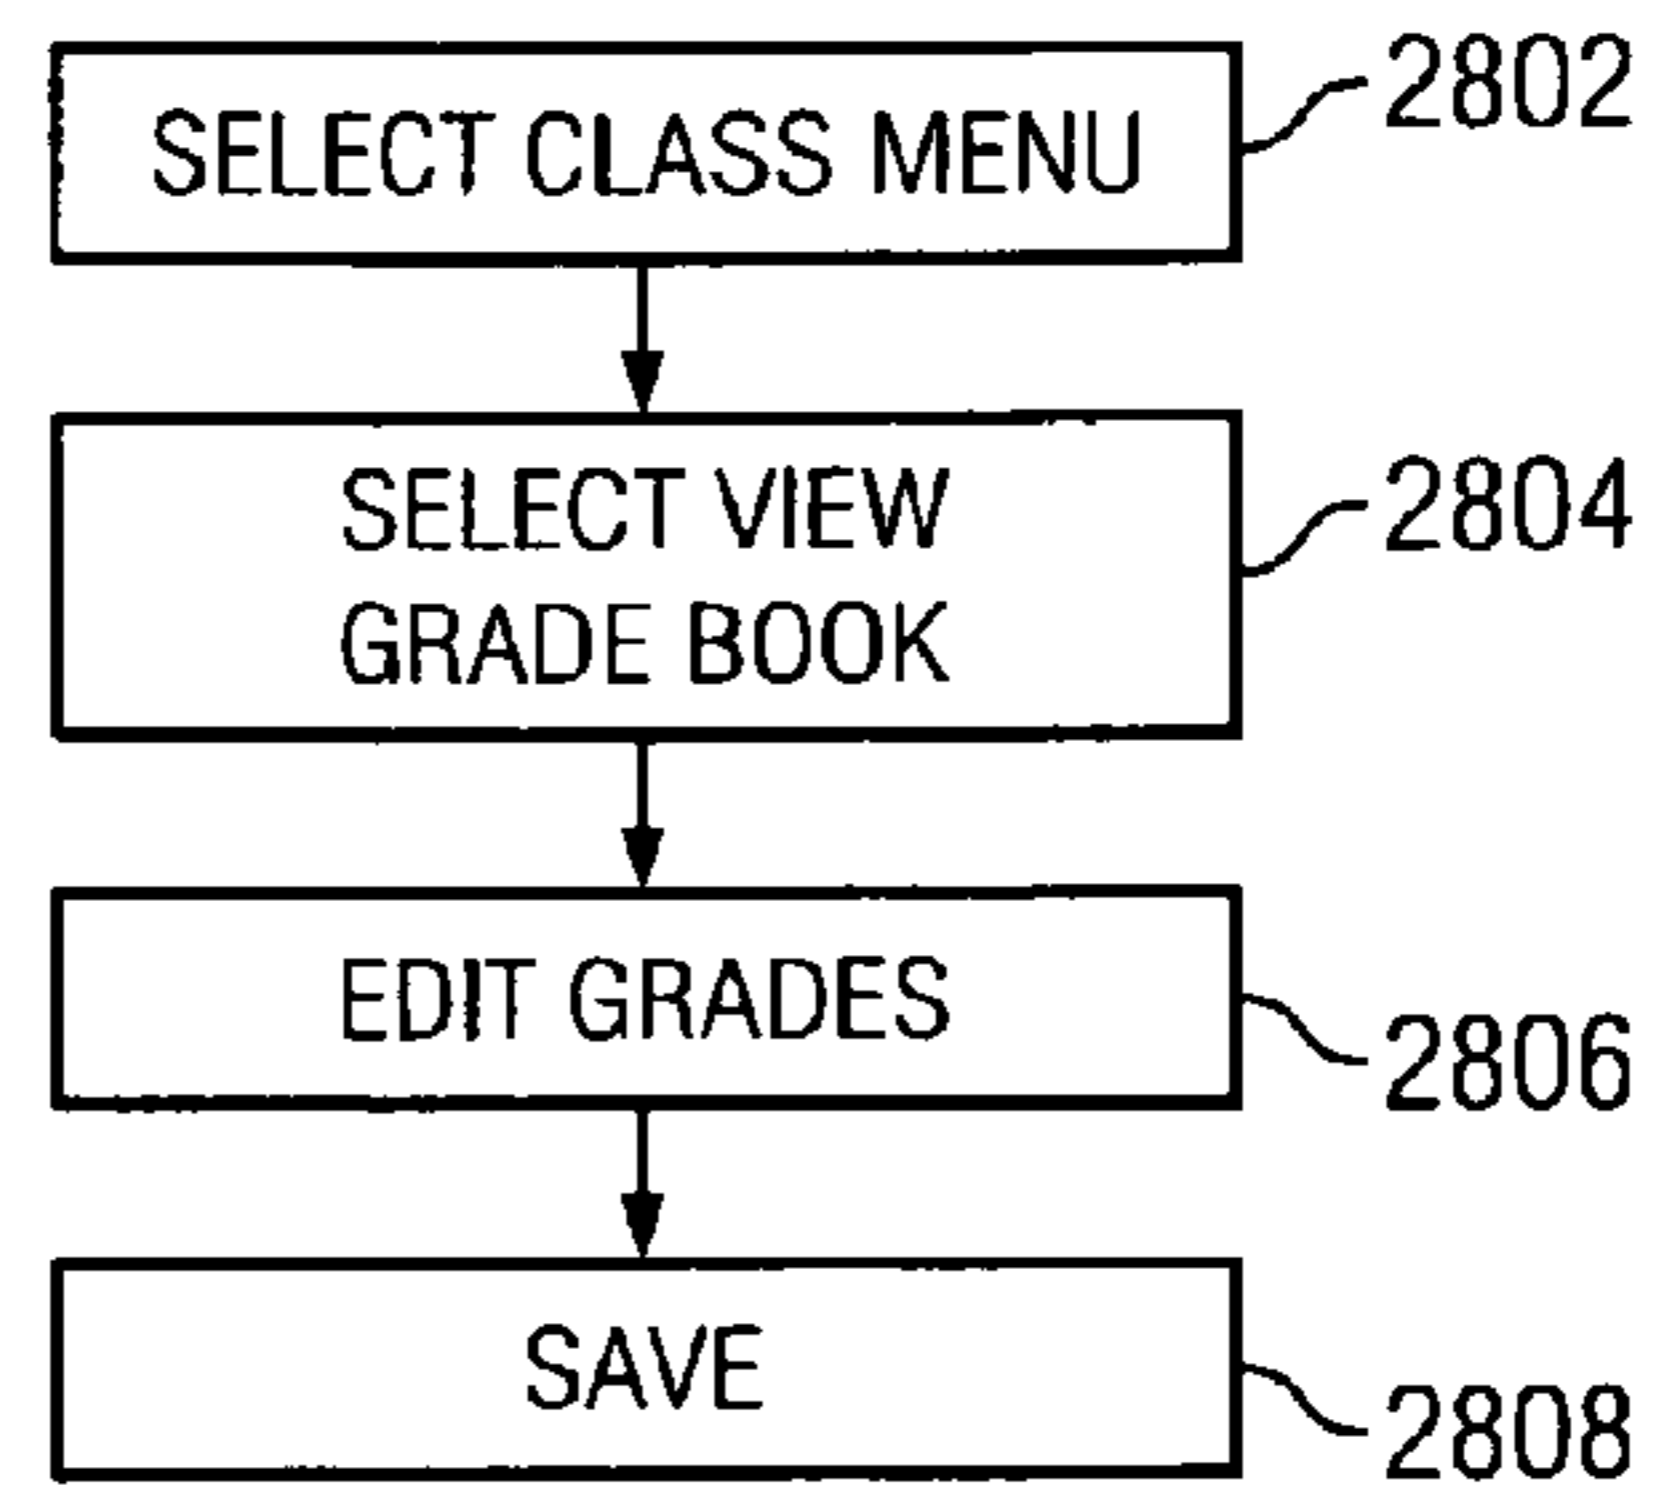 SELECT CLASS MENU
2802
SELECT VIEW
GRADE BOOK
2804
EDIT GRADES
2806
SAVE
2808